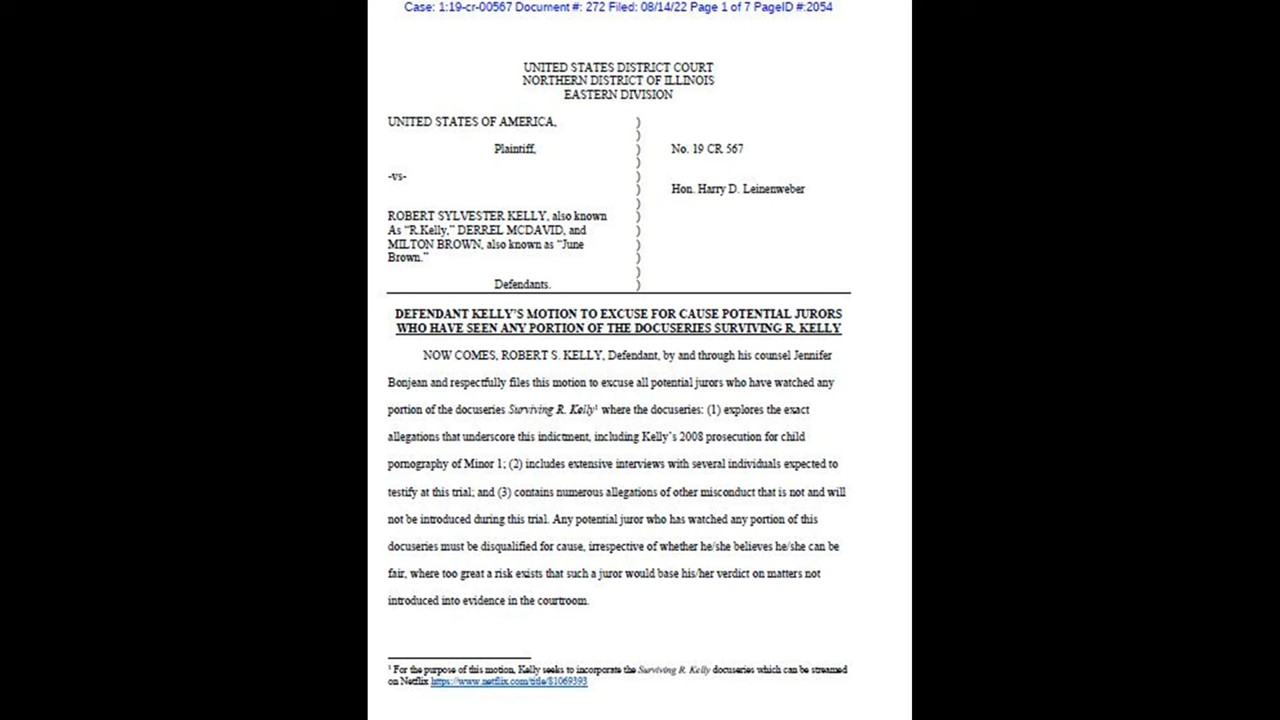 Case: 1:19-cr-00567 Document #: 272 Filed: 08/14/22 Page 1 of 7 PageID #:2054
UNITED STATES DISTRICT COURT
NORTHERN DISTRICT OF ILLINOIS
EASTERN DIVISION
UNITED STATES OF AMERICA, )
)
Plaintiff, ) No. 19 CR 567
)
-vs- )
) Hon. Harry D. Leinenweber
)
ROBERT SYLVESTER KELLY, also known )
As “R.Kelly,” DERREL MCDAVID, and )
MILTON BROWN, also known as “June )
Brown.” )
)
Defendants. )
DEFENDANT KELLY’S MOTION TO EXCUSE FOR CAUSE POTENTIAL JURORS
WHO HAVE SEEN ANY PORTION OF THE DOCUSERIES SURVIVING R. KELLY
NOW COMES, ROBERT S. KELLY, Defendant, by and through his counsel Jennifer
Bonjean and respectfully files this motion to excuse all potential jurors who have watched any
portion of the docuseries Surviving R. Kelly¹ where the docuseries: (1) explores the exact
allegations that underscore this indictment, including Kelly’s 2008 prosecution for child
pornography of Minor 1; (2) includes extensive interviews with several individuals expected to
testify at this trial; and (3) contains numerous allegations of other misconduct that is not and will
not be introduced during this trial. Any potential juror who has watched any portion of this
docuseries must be disqualified for cause, irrespective of whether he/she believes he/she can be
fair, where too great a risk exists that such a juror would base his/her verdict on matters not
introduced into evidence in the courtroom.
¹ For the purpose of this motion, Kelly seeks to incorporate the Surviving R. Kelly docuseries which can be streamed
on Netflix https://www.netflix.com/title/81069393